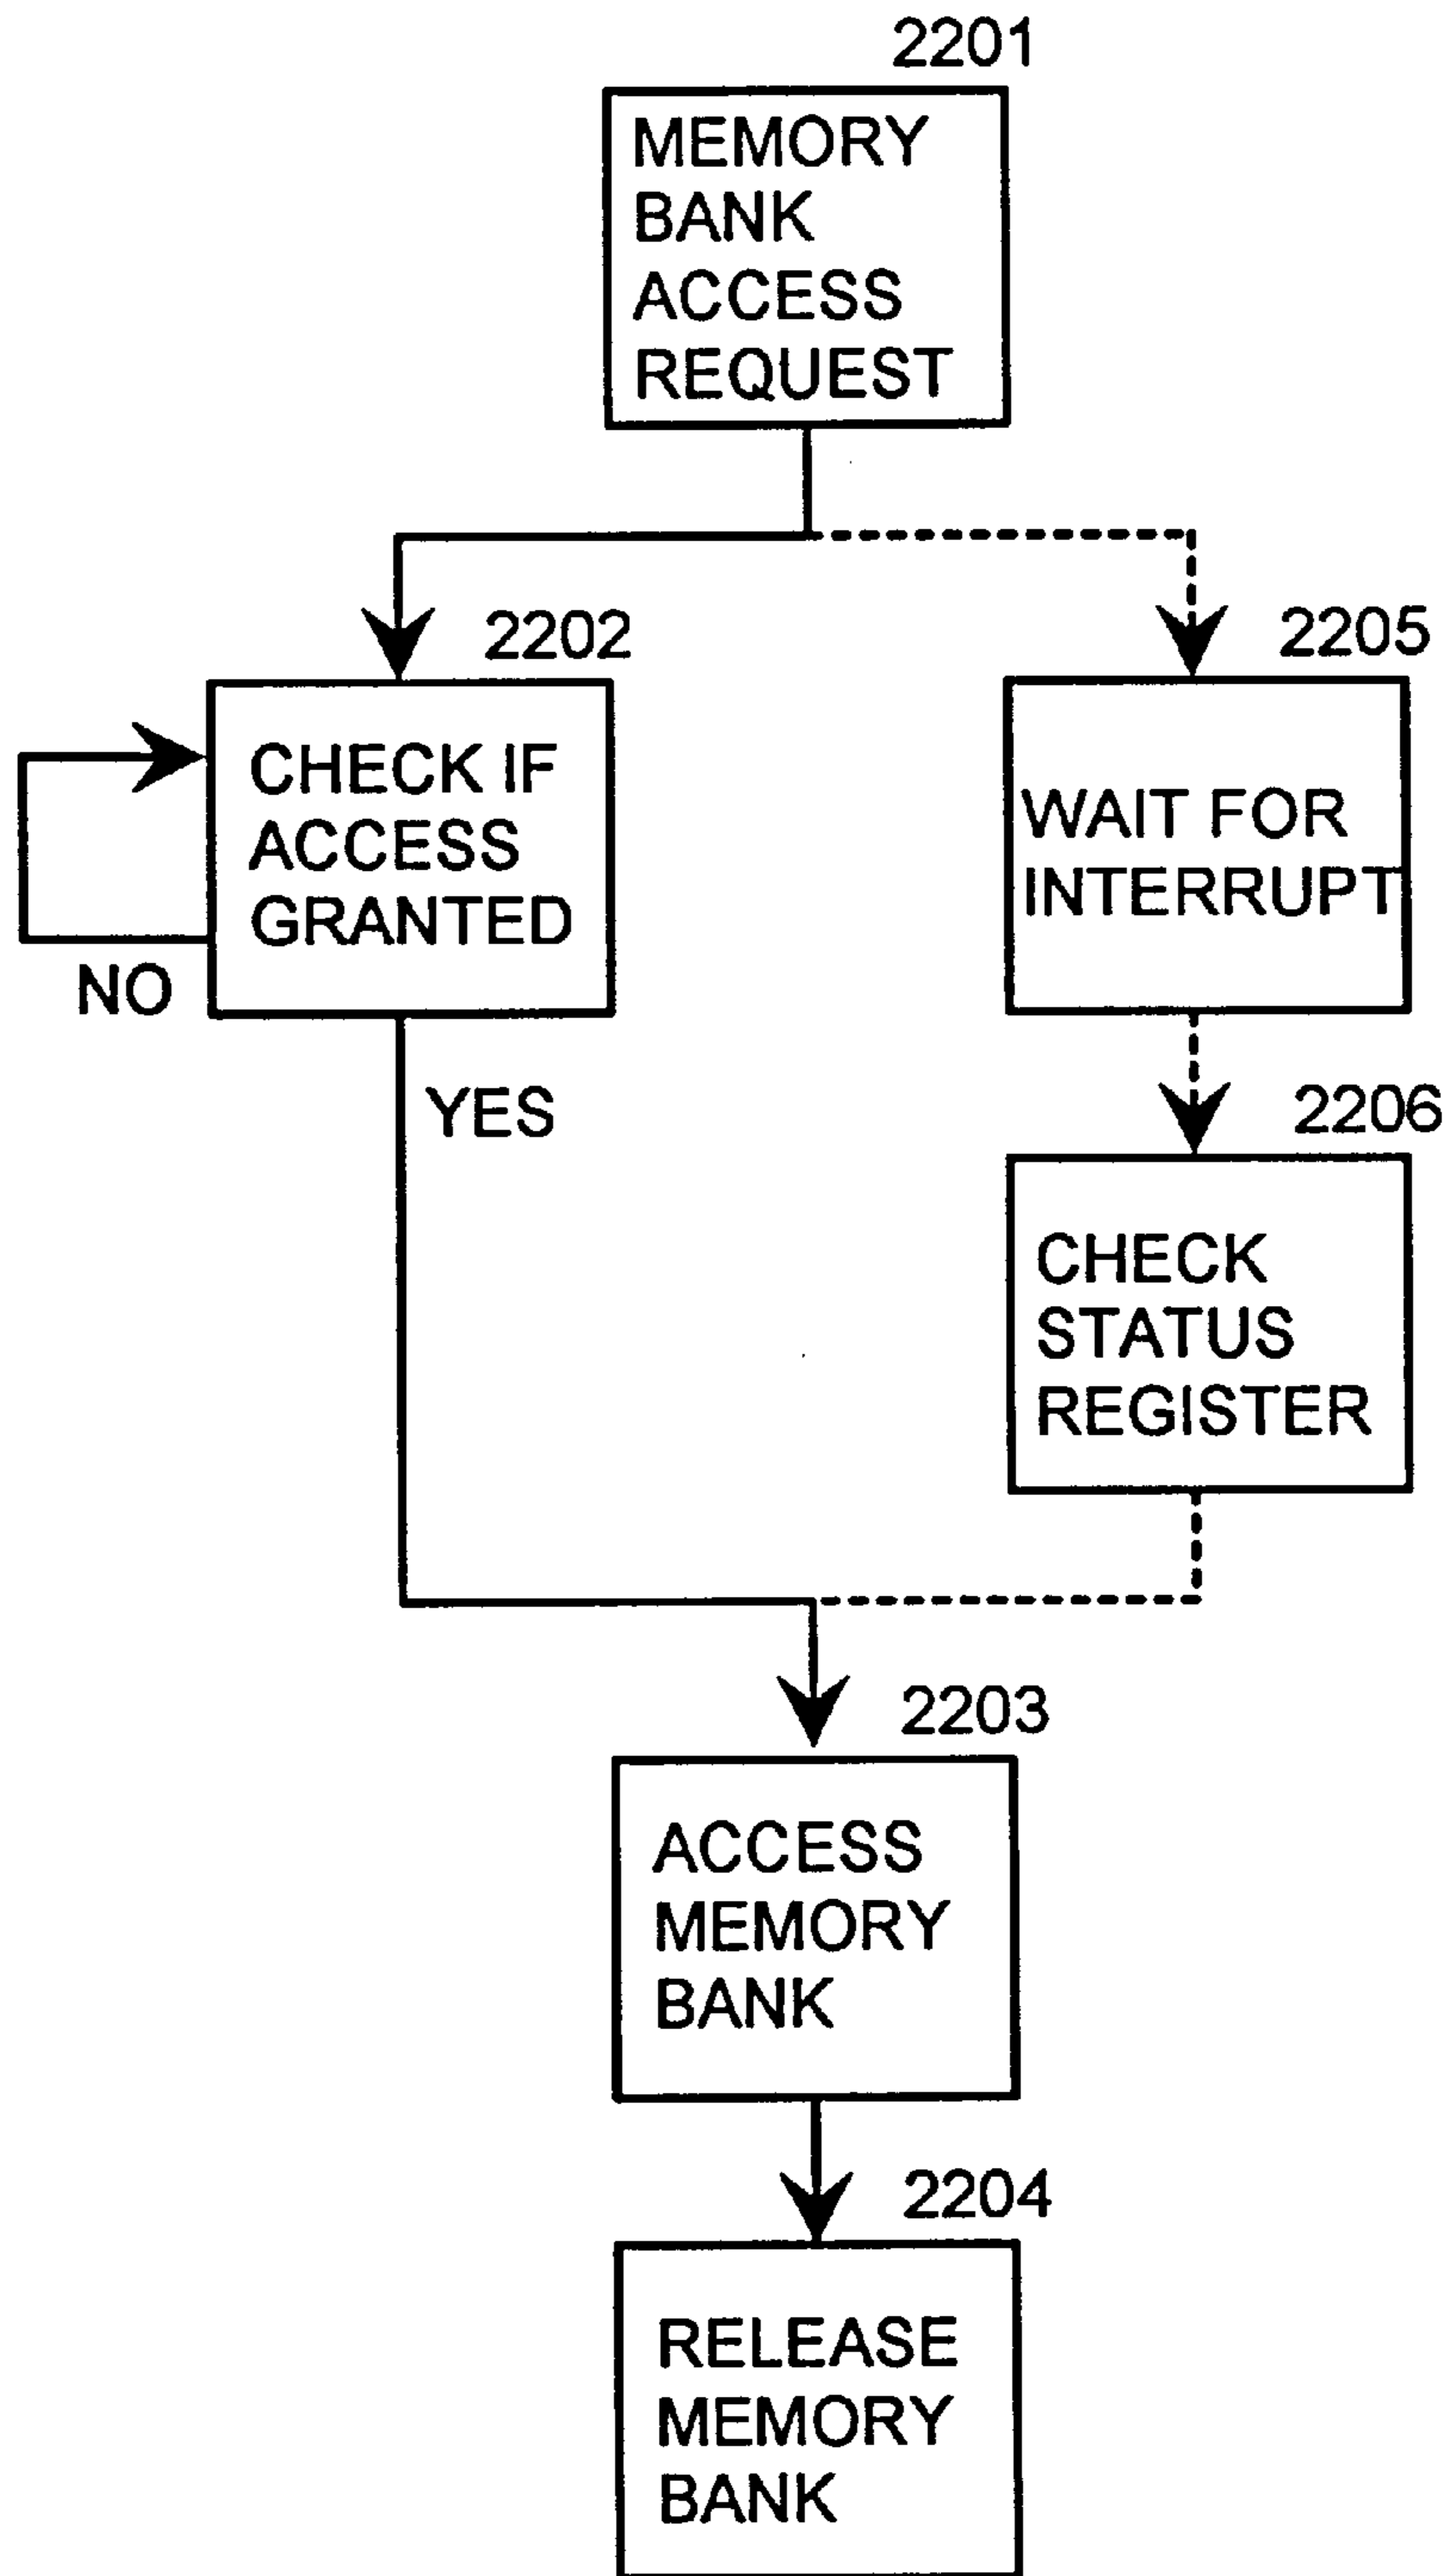 2201
MEMORY
BANK
ACCESS
REQUEST
2202
CHECK IF
ACCESS
GRANTED
NO
YES
2205
WAIT FOR
INTERRUPT
2206
CHECK
STATUS
REGISTER
2203
ACCESS
MEMORY
BANK
2204
RELEASE
MEMORY
BANK